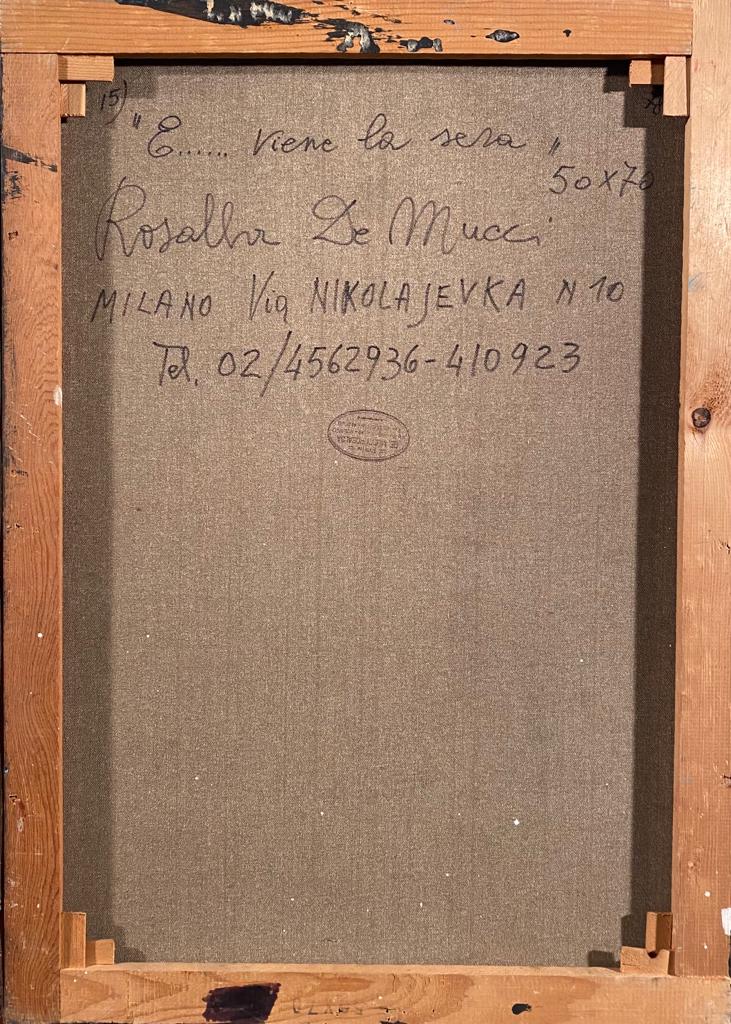 15)
"E...... viene la sera"
50x70
Rosalba De Mucci
MILANO Via NIKOLAJEVKA N 10
Tel. 02/4562936-410923